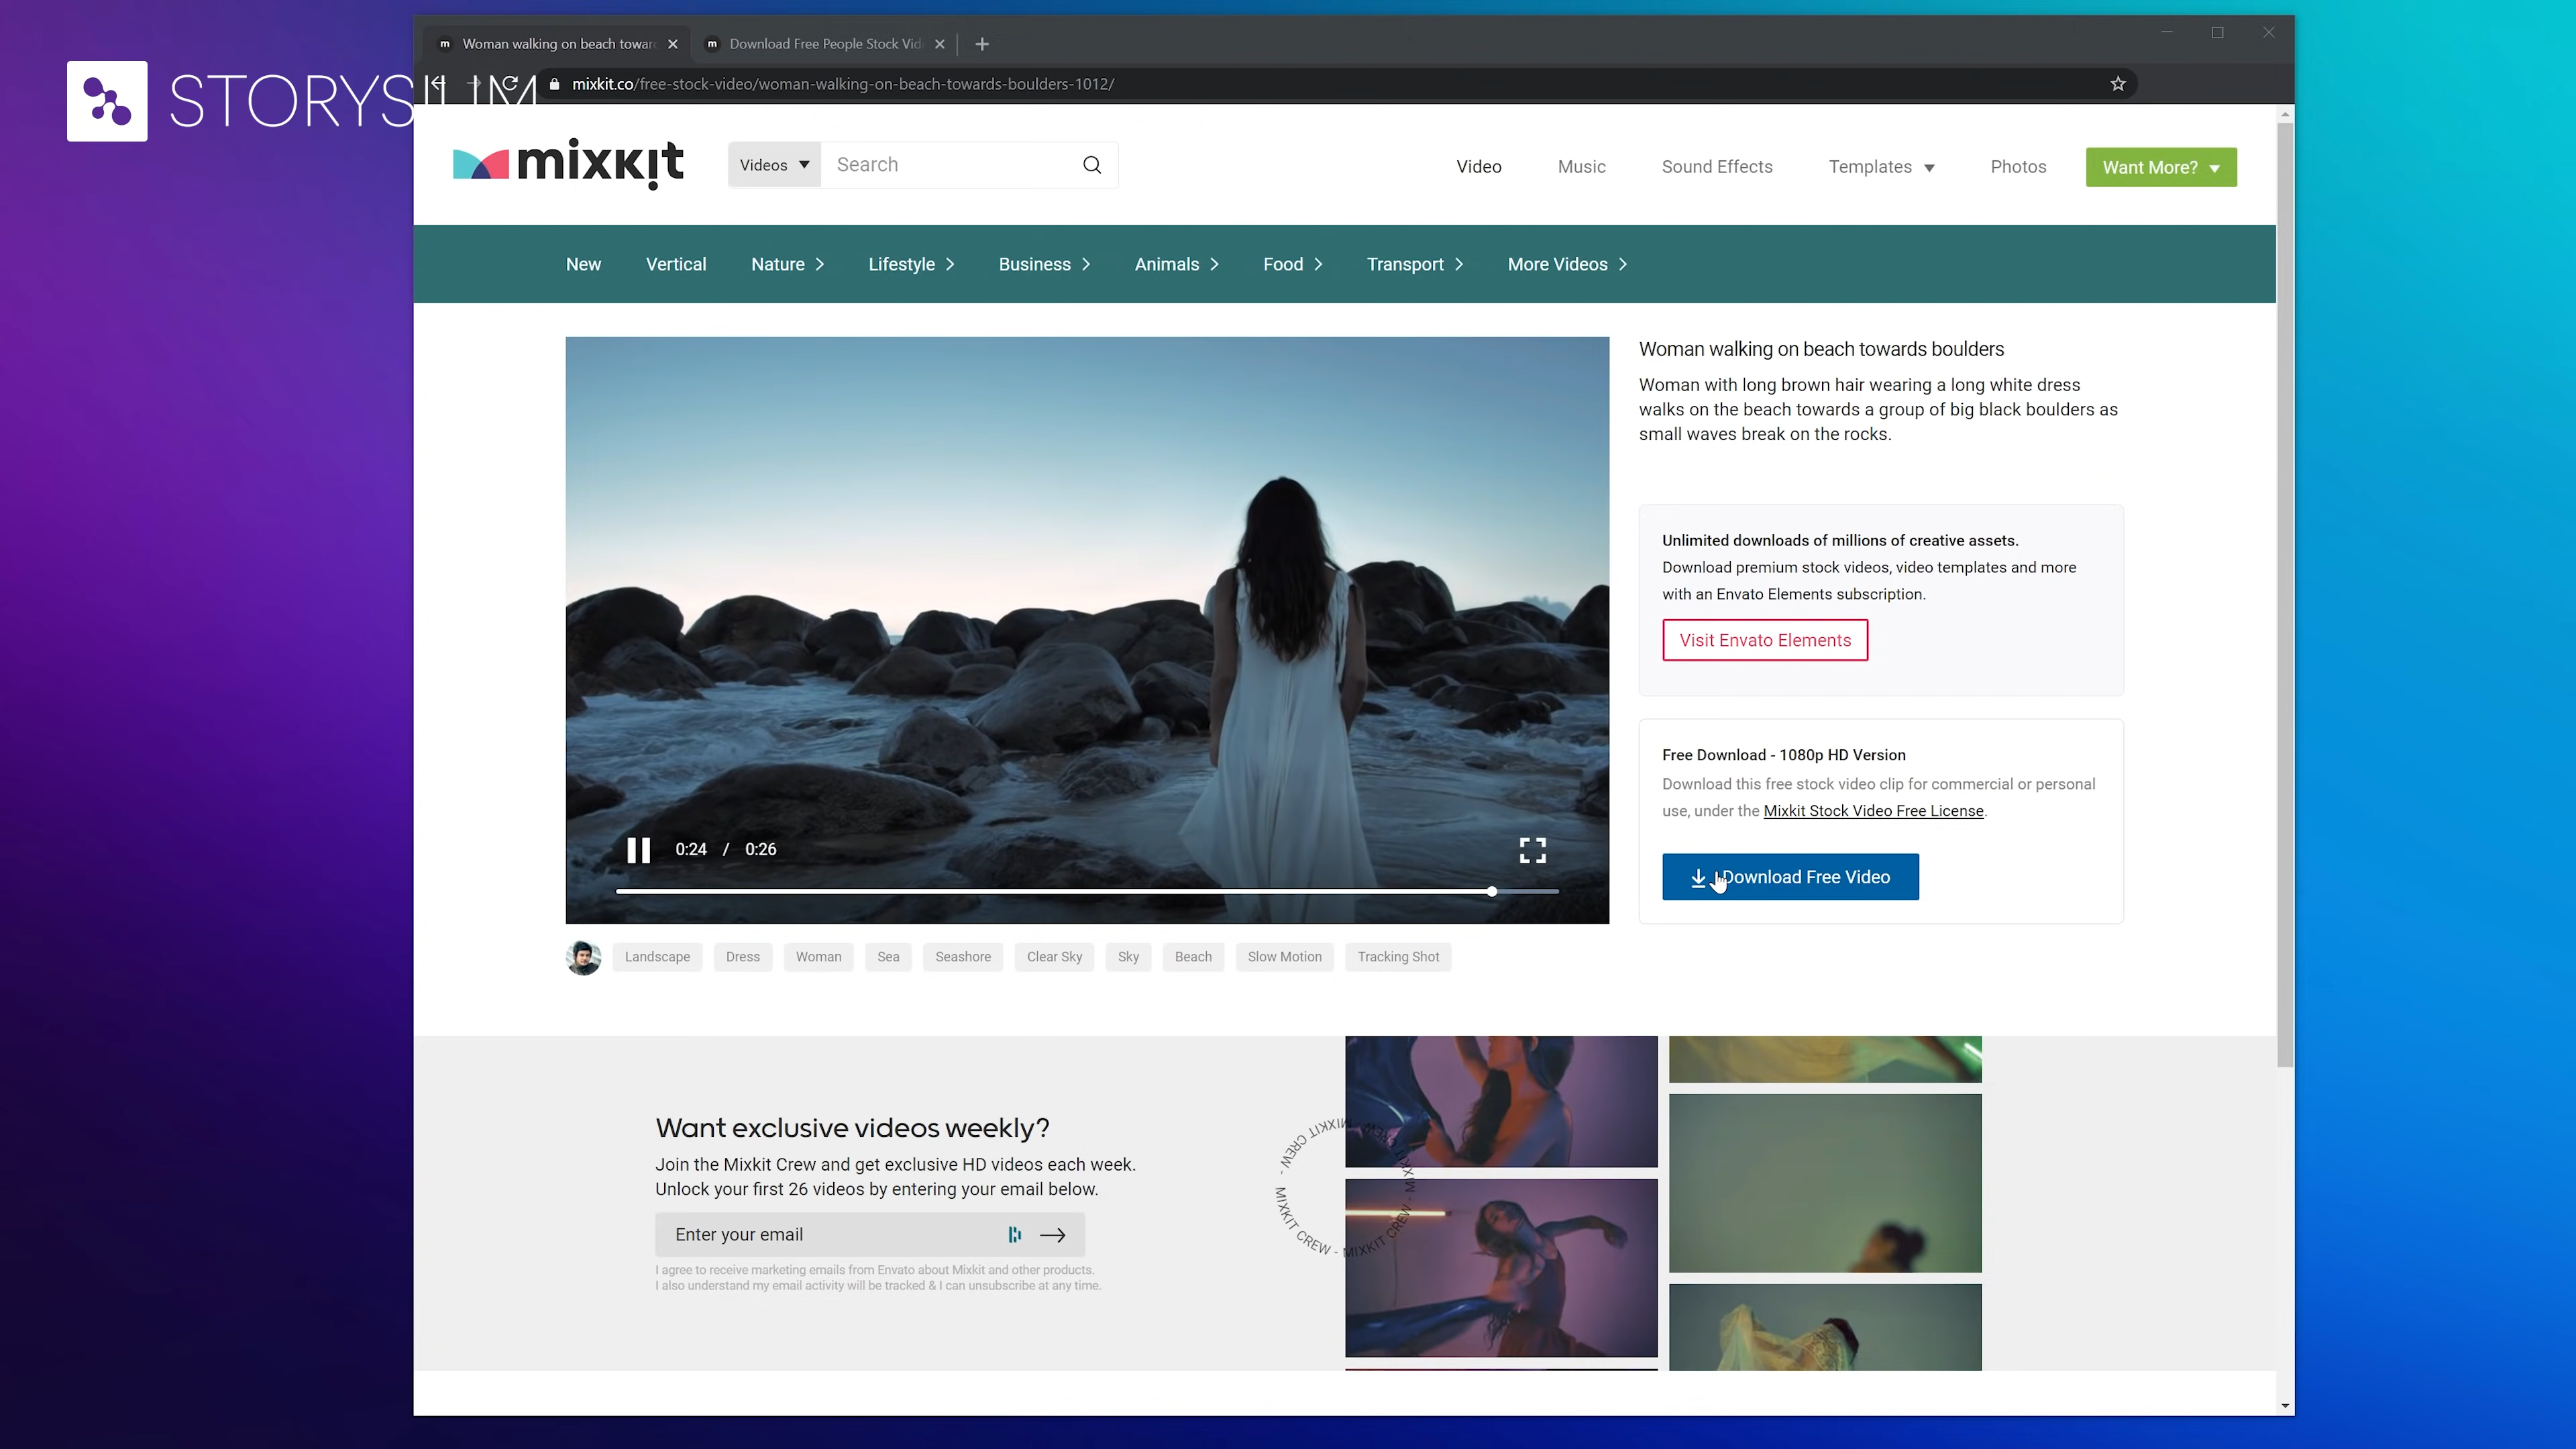 Woman walking on beach towar
Download Free People Stock Vid
STORYS
mixkit.co/free-stock-video/woman-walking-on-beach-towards-boulders-1012/
mixkit
Videos
Search
Video
Music
Sound Effects
Templates
Photos
Want More?
New
Vertical
Nature
Lifestyle
Business
Animals
Food
Transport
More Videos
Woman walking on beach towards boulders
Woman with long brown hair wearing a long white dress
walks on the beach towards a group of big black boulders as
small waves break on the rocks.
Unlimited downloads of millions of creative assets.
Download premium stock videos, video templates and more
with an Envato Elements subscription.
Visit Envato Elements
Free Download - 1080p HD Version
Download this free stock video clip for commercial or personal
use, under the Mixkit Stock Video Free License.
Download Free Video
0:24 / 0:26
Landscape
Dress
Woman
Sea
Seashore
Clear Sky
Sky
Beach
Slow Motion
Tracking Shot
Want exclusive videos weekly?
Join the Mixkit Crew and get exclusive HD videos each week.
Unlock your first 26 videos by entering your email below.
Enter your email
I agree to receive marketing emails from Envato about Mixkit and other products.
I also understand my email activity will be tracked & I can unsubscribe at any time.
MIXKIT CREW - MIXKIT CREW - MIXKIT CREW -